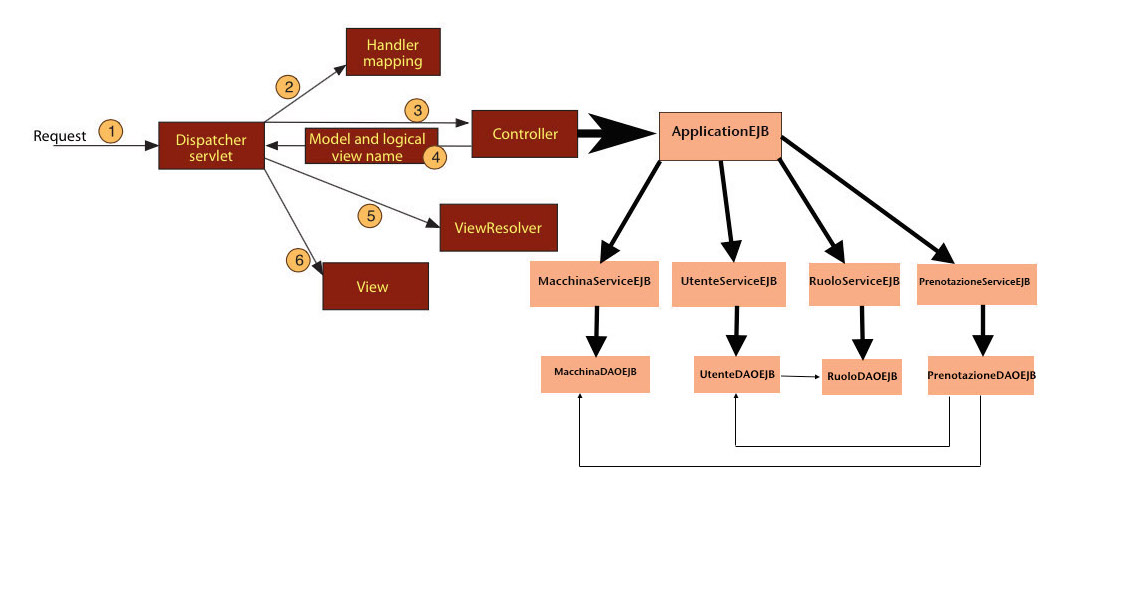 Handler
mapping
2
3
1
Request
Dispatcher
servlet
Model and logical
view name
4
Controller
ApplicationEJB
5
ViewResolver
6
View
MacchinaServiceEJB
UtenteServiceEJB
RuoloServiceEJB
PrenotazioneServiceEJB
MacchinaDAOEJB
UtenteDAOEJB
RuoloDAOEJB
PrenotazioneDAOEJB